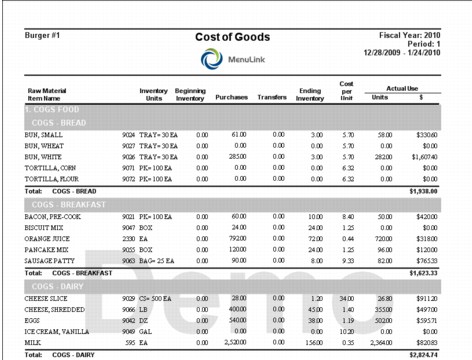 Burger #1 Cost of Goods Fiscal Year: 2010
Period: 1
MenuLink 12/28/2009 - 1/24/2010
Raw Material Item Name Inventory Units Beginning Inventory Purchases Transfers Ending Inventory Cost per Unit Actual Use Units $
1. COGS FOOD
COGS - BREAD
BUN, SMALL 9024 TRAY= 30 EA 0.00 61.00 0.00 3.00 5.70 58.00 $330.60
BUN, WHEAT 9027 TRAY= 30 EA 0.00 0.00 0.00 0.00 5.70 0.00 $0.00
BUN, WHITE 9026 TRAY= 30 EA 0.00 285.00 0.00 3.00 5.70 282.00 $1,607.40
TORTILLA, CORN 9071 PK= 100 EA 0.00 0.00 0.00 0.00 6.32 0.00 $0.00
TORTILLA, FLOUR 9072 PK= 100 EA 0.00 0.00 0.00 0.00 6.32 0.00 $0.00
Total: COGS - BREAD $1,938.00
COGS - BREAKFAST
BACON, PRE-COOK 9021 PK= 100 EA 0.00 60.00 0.00 10.00 8.40 50.00 $420.00
BISCUIT MIX 9047 BOX 0.00 24.00 0.00 24.00 1.25 0.00 $0.00
ORANGE JUICE 2330 EA 0.00 792.00 0.00 72.00 0.44 720.00 $318.00
PANCAKE MIX 9055 BOX 0.00 120.00 0.00 24.00 1.25 96.00 $120.00
SAUSAGE PATTY 9063 BAG= 25 EA 0.00 90.00 0.00 8.00 9.33 82.00 $765.33
Total: COGS - BREAKFAST $1,623.33
COGS - DAIRY
CHEESE SLICE 9029 CS= 500 EA 0.00 28.00 0.00 1.20 34.00 26.80 $911.20
CHEESE, SHREDDED 9066 LB 0.00 400.00 0.00 45.00 1.40 355.00 $497.00
EGGS 9042 DZ 0.00 540.00 0.00 38.00 1.19 502.00 $595.71
ICE CREAM, VANILLA 9049 GAL 0.00 0.00 0.00 0.00 10.20 0.00 $0.00
MILK 595 EA 0.00 2,520.00 0.00 156.00 0.35 2,364.00 $820.83
Total: COGS - DAIRY $2,824.74
Demo